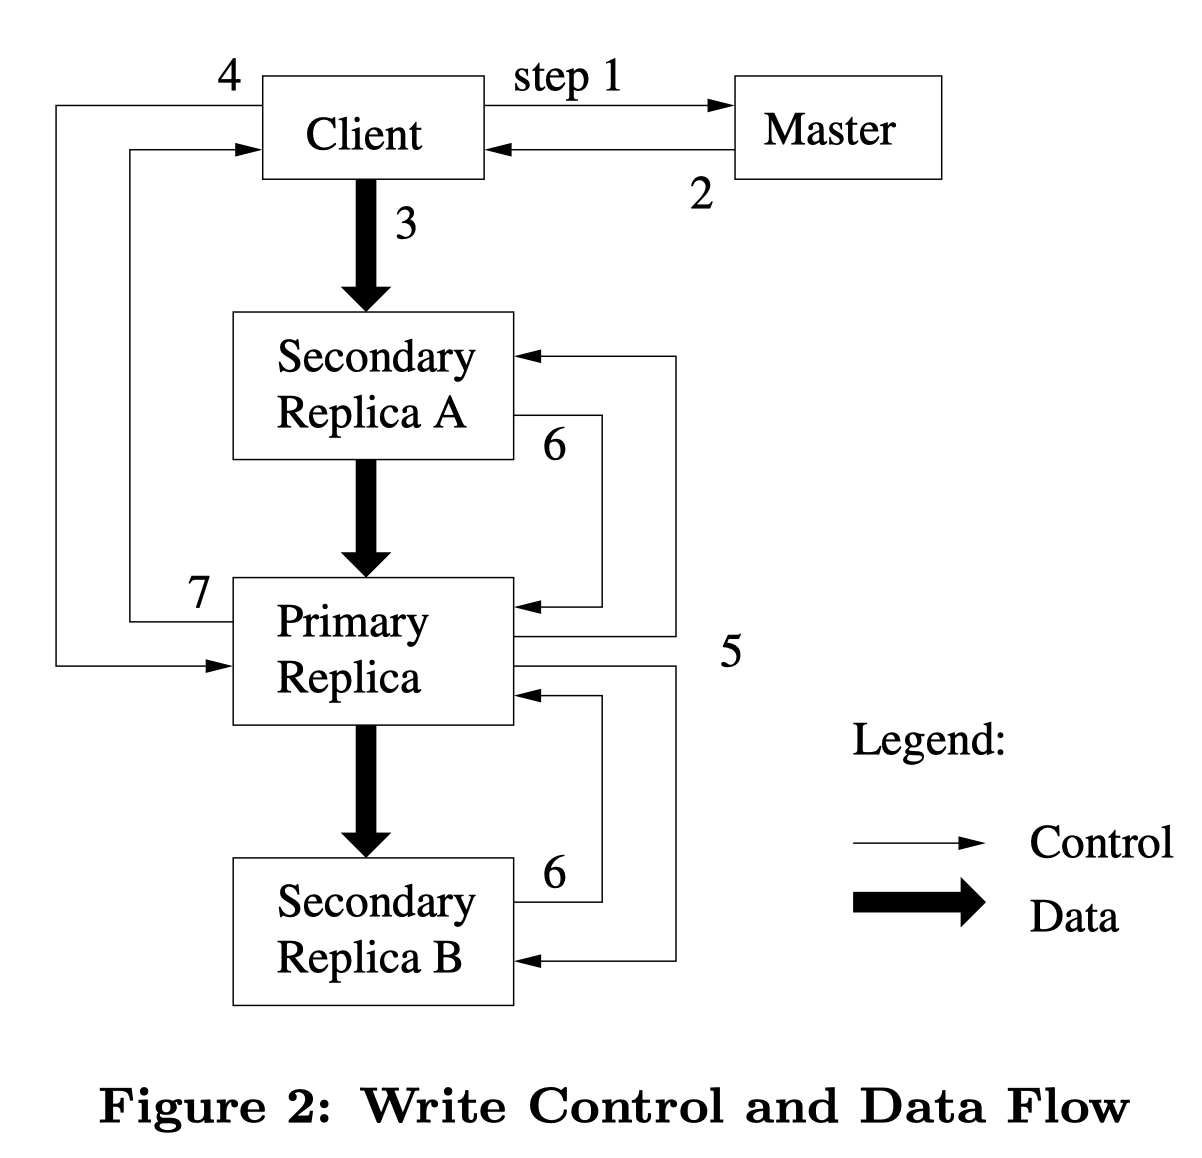 4
step 1
Client
Master
2
3
Secondary
Replica A
6
7
Primary
Replica
5
Legend:
Control
Data
6
Secondary
Replica B
Figure 2: Write Control and Data Flow